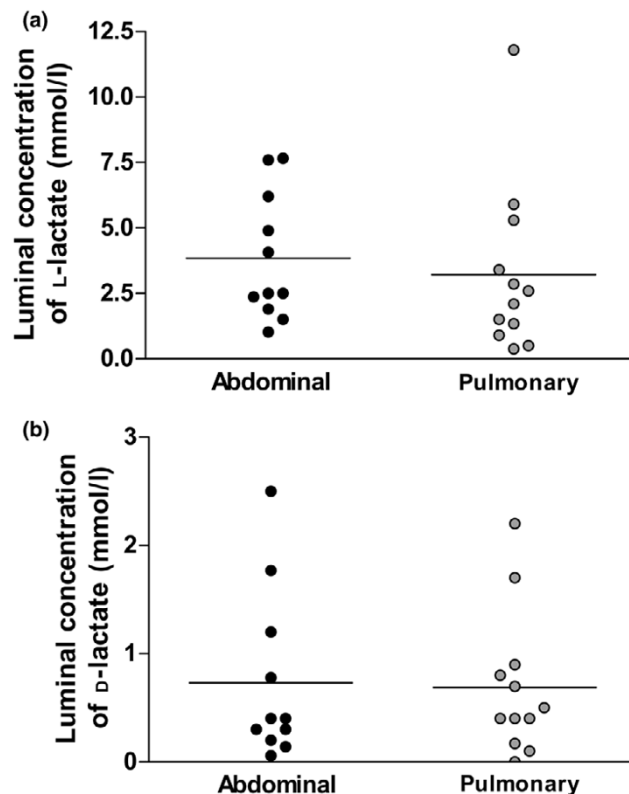 (a)
Luminal concentration
of L-lactate (mmol/l)
12.5
10.0
7.5
5.0
2.5
0.0
Abdominal
Pulmonary
(b)
Luminal concentration
of D-lactate (mmol/l)
3
2
1
0
Abdominal
Pulmonary